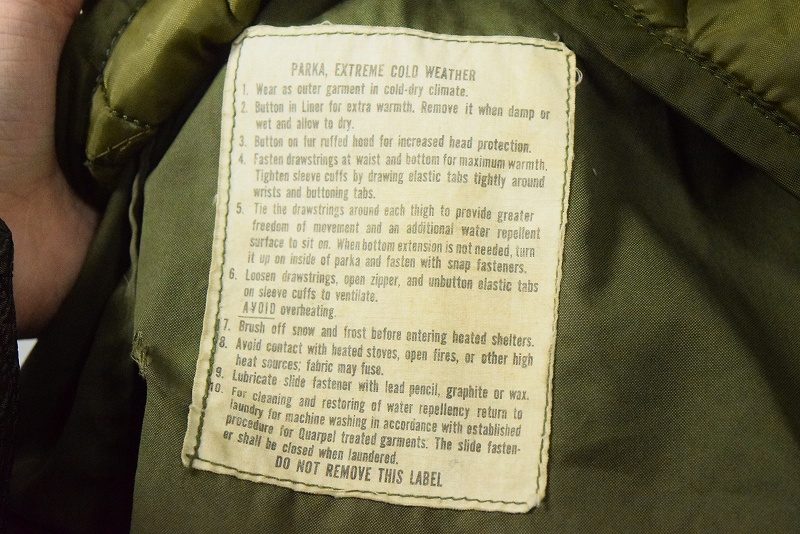 PARKA, EXTREME COLD WEATHER
1. Wear as outer garment in cold-dry climate.
2. Button in Liner for extra warmth. Remove it when damp or
wet and allow to dry.
3. Button on fur ruffed hood for increased head protection.
4. Fasten drawstrings at waist and bottom for maximum warmth.
Tighten sleeve cuffs by drawing elastic tabs tightly around
wrists and buttoning tabs.
5. Tie the drawstrings around each thigh to provide greater
freedom of movement and an additional water repellent
surface to sit on. When bottom extension is not needed, turn
it up on inside of parka and fasten with snap fasteners.
6. Loosen drawstrings, open zipper, and unbutton elastic tabs
on sleeve cuffs to ventilate.
AVOID overheating.
7. Brush off snow and frost before entering heated shelters.
8. Avoid contact with heated stoves, open fires, or other high
heat sources; fabric may fuse.
9. Lubricate slide fastener with lead pencil, graphite or wax.
10. For cleaning and restoring of water repellency return to
laundry for machine washing in accordance with established
procedure for Quarpel treated garments. The slide fasten-
er shall be closed when laundered.
DO NOT REMOVE THIS LABEL